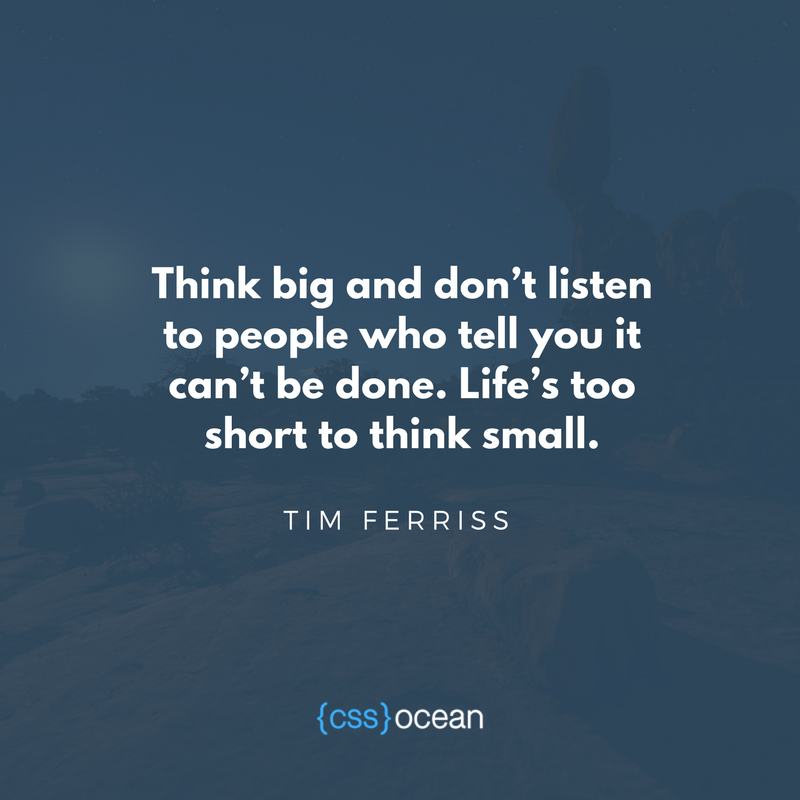 Think big and don’t listen
to people who tell you it
can’t be done. Life’s too
short to think small.
TIM FERRISS
{css}ocean